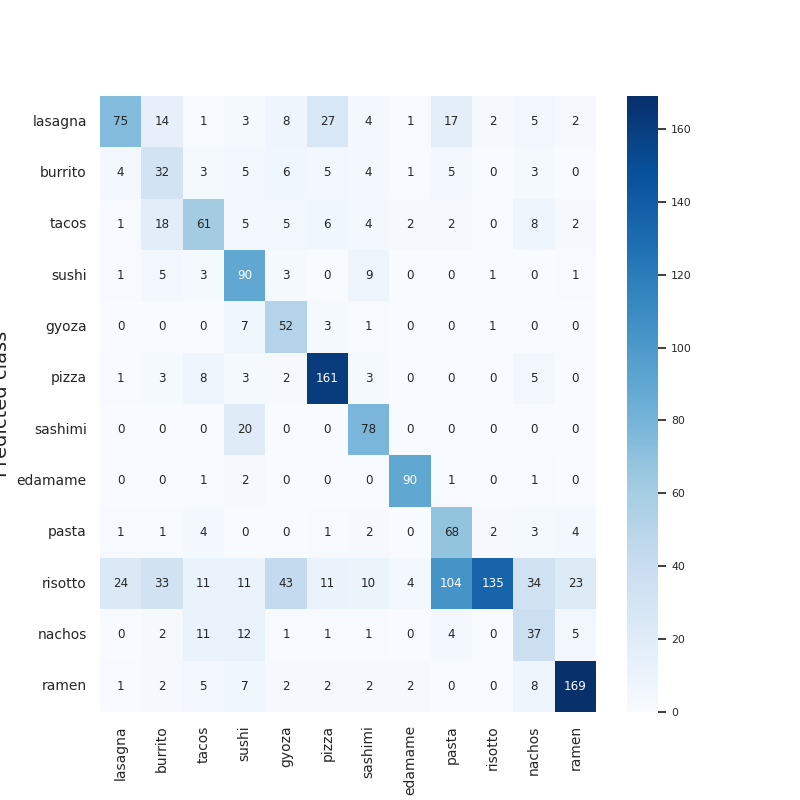 lasagna 75 14 1 3 8 27 4 1 17 2 5 2
burrito 4 32 3 5 6 5 4 1 5 0 3 0
tacos 1 18 61 5 5 6 4 2 2 0 8 2
sushi 1 5 3 90 3 0 9 0 0 1 0 1
gyoza 0 0 0 7 52 3 1 0 0 1 0 0
pizza 1 3 8 3 2 161 3 0 0 0 5 0
sashimi 0 0 0 20 0 0 78 0 0 0 0 0
edamame 0 0 1 2 0 0 0 90 1 0 1 0
pasta 1 1 4 0 0 1 2 0 68 2 3 4
risotto 24 33 11 11 43 11 10 4 104 135 34 23
nachos 0 2 11 12 1 1 1 0 4 0 37 5
ramen 1 2 5 7 2 2 2 2 0 0 8 169
lasagna burrito tacos sushi gyoza pizza sashimi edamame pasta risotto nachos ramen
Predicted class
160
140
120
100
80
60
40
20
0